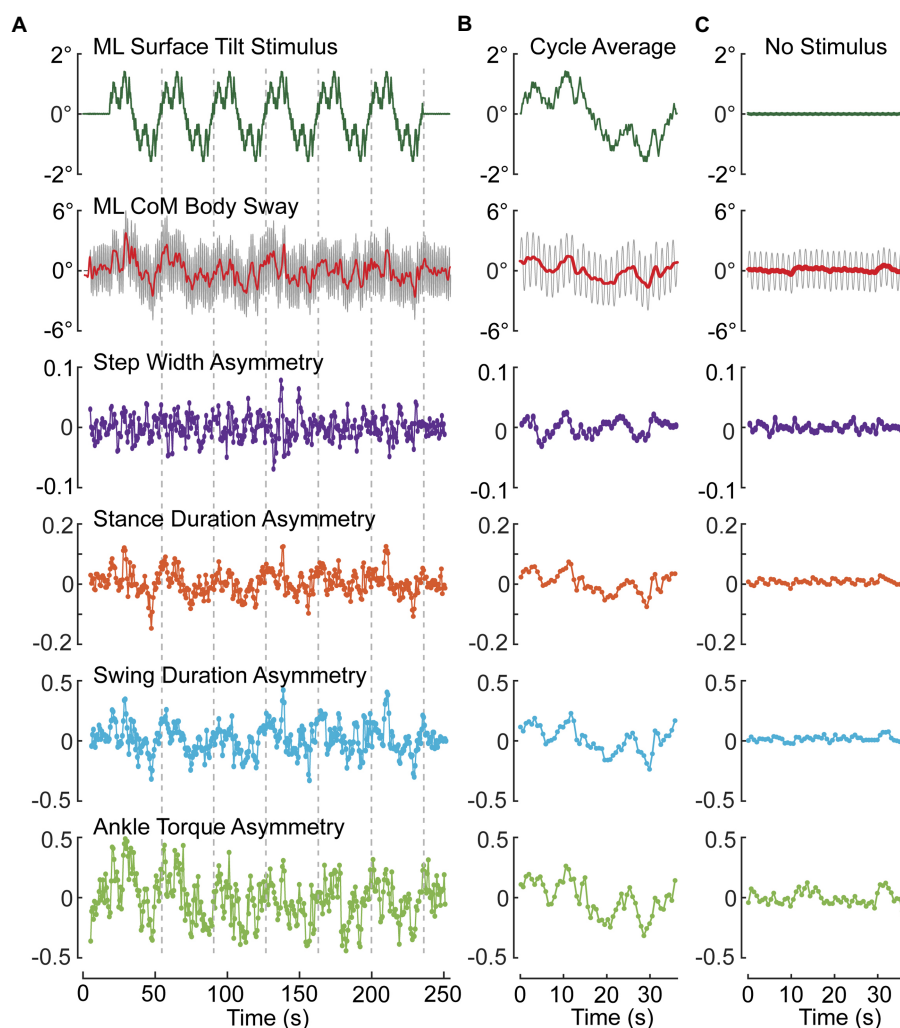 A B C
ML Surface Tilt Stimulus Cycle Average No Stimulus
2° 2° 2°
0° 0° 0°
-2° -2° -2°
ML CoM Body Sway
6° 6° 6°
0° 0° 0°
-6° -6° -6°
Step Width Asymmetry
0.1 0.1 0.1
0 0 0
-0.1 -0.1 -0.1
Stance Duration Asymmetry
0.2 0.2 0.2
0 0 0
-0.2 -0.2 -0.2
Swing Duration Asymmetry
0.5 0.5 0.5
0 0 0
-0.5 -0.5 -0.5
Ankle Torque Asymmetry
0.5 0.5 0.5
0 0 0
-0.5 -0.5 -0.5
0 50 100 150 200 250 0 10 20 30 0 10 20 30
Time (s) Time (s) Time (s)